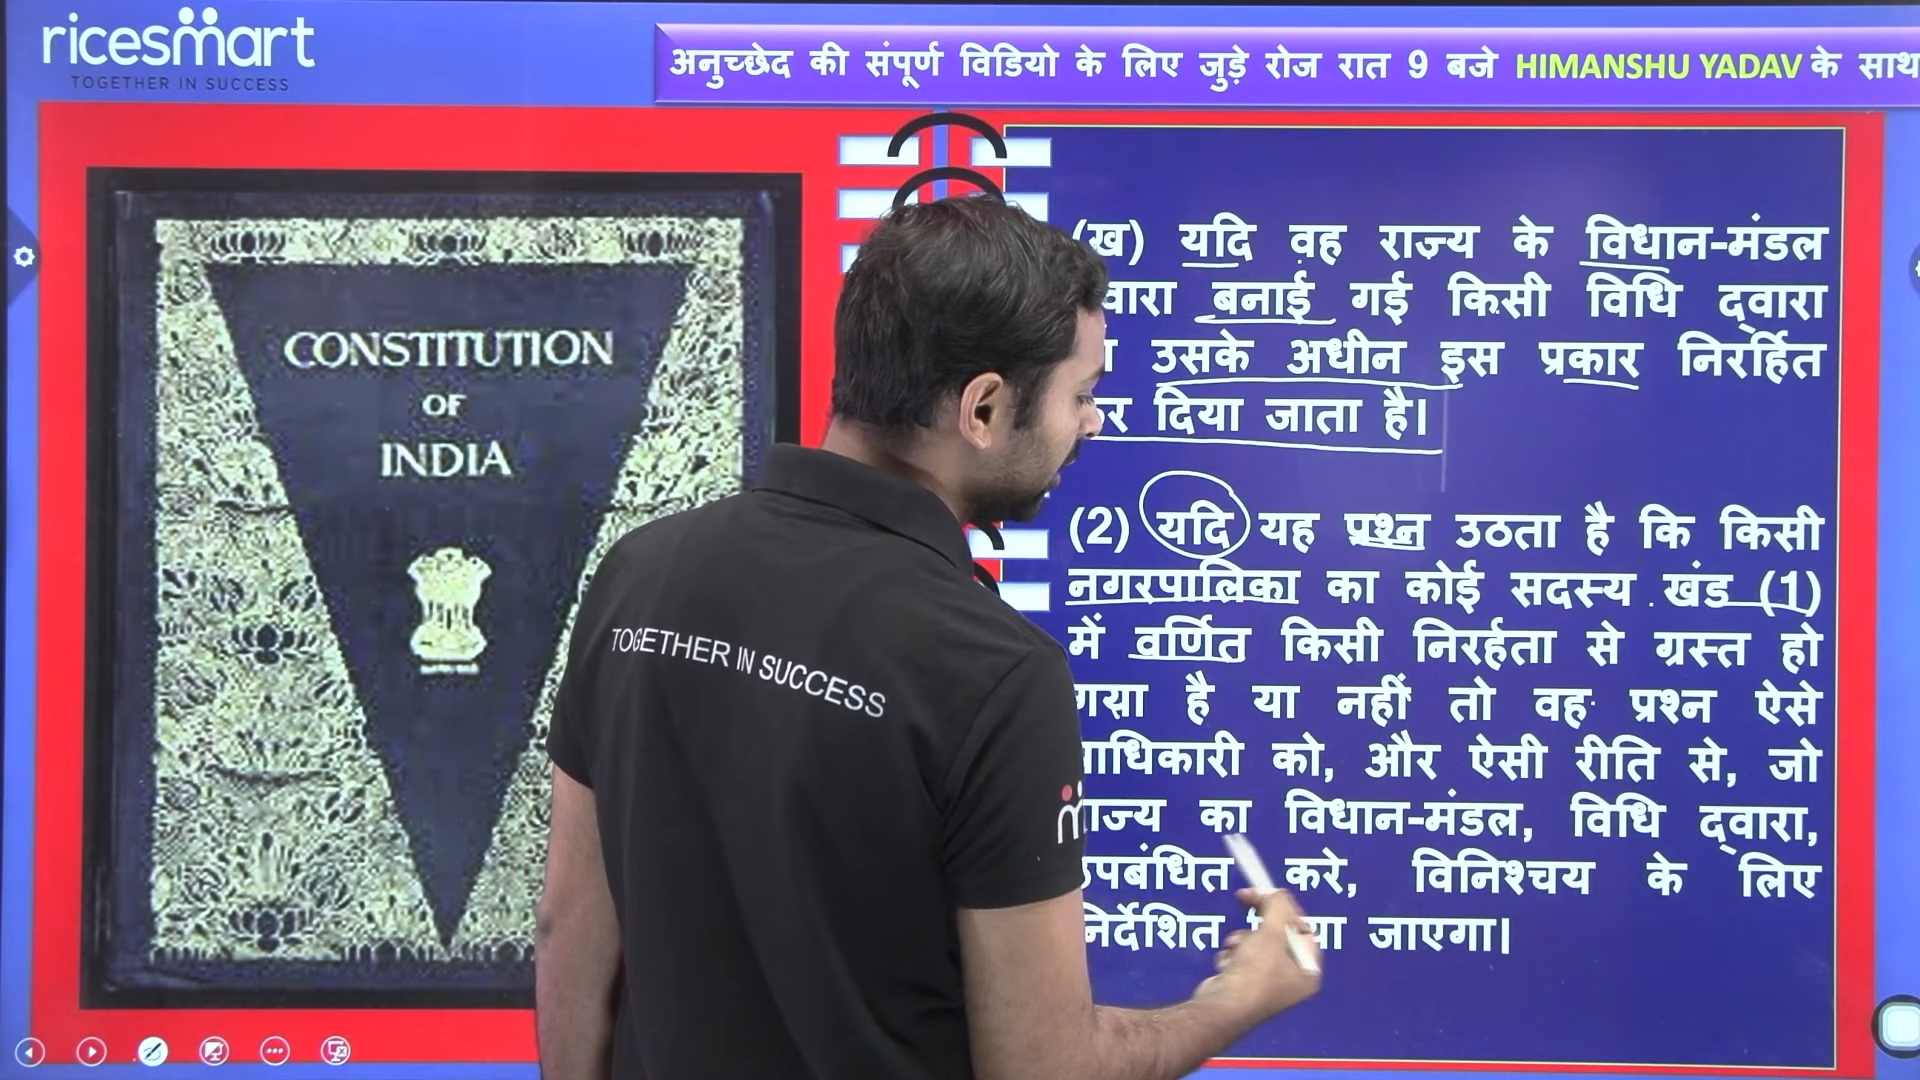 ricesmart
TOGETHER IN SUCCESS
अनुच्छेद की संपूर्ण विडियो के लिए जुड़े रोज रात 9 बजे HIMANSHU YADAV के साथ
CONSTITUTION
OF
INDIA
TOGETHER IN SUCCESS
(ख) यदि वह राज्य के विधान-मंडल
बनाई गई किसी विधि द्वारा
उसके अधीन इस प्रकार निरर्हित
दिया जाता है।
(2) यदि यह प्रश्न उठता है कि किसी
नगरपालिका का कोई सदस्य खंड (1)
में वर्णित किसी निरर्हता से ग्रस्त हो
गया है या नहीं तो वह प्रश्न ऐसे
को, और ऐसी रीति से, जो
का विधान-मंडल, विधि द्वारा,
करे, विनिश्चय के लिए
जाएगा।